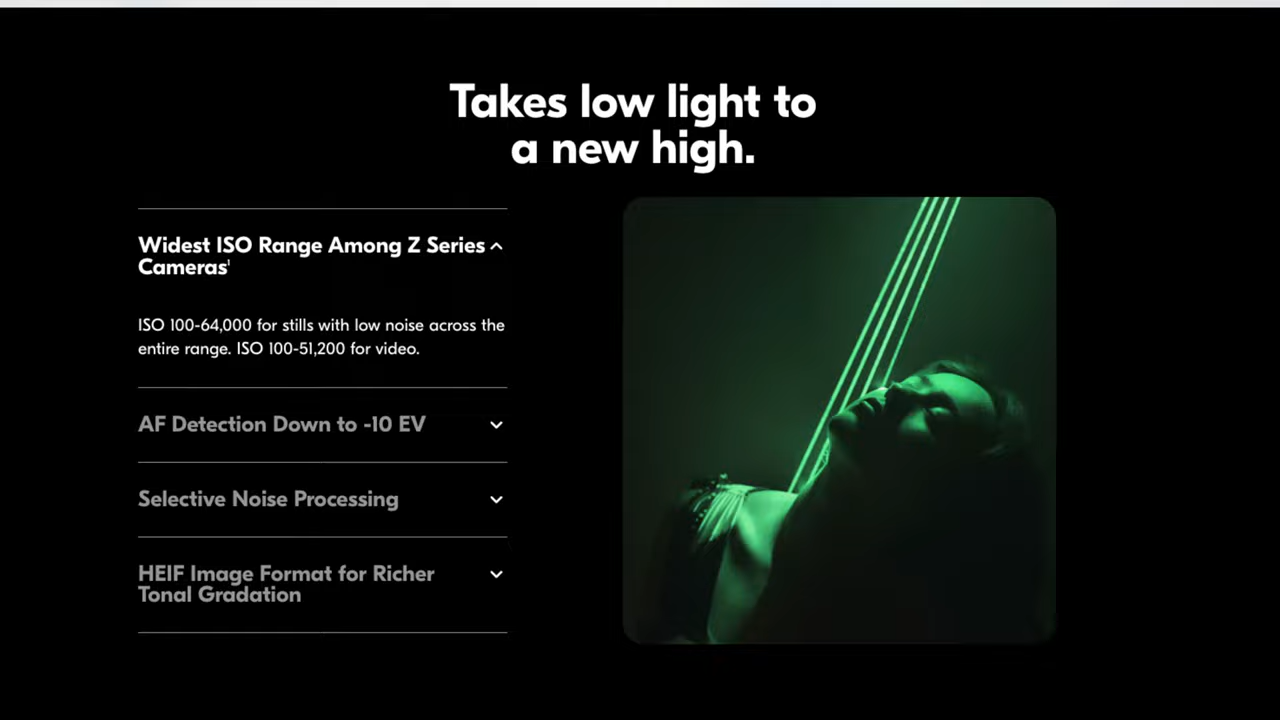 Takes low light to
a new high.
Widest ISO Range Among Z Series
Cameras¹
ISO 100-64,000 for stills with low noise across the
entire range. ISO 100-51,200 for video.
AF Detection Down to -10 EV
Selective Noise Processing
HEIF Image Format for Richer
Tonal Gradation